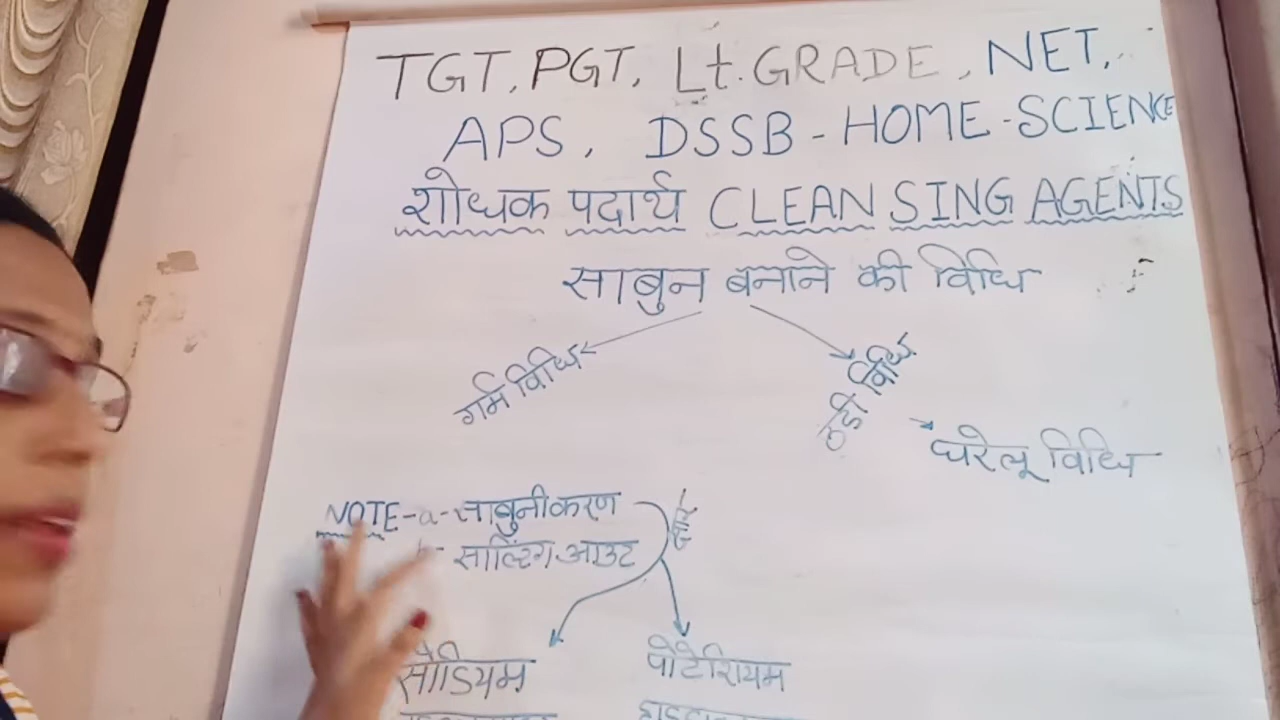 TGT, PGT, Lt. GRADE, NET,
APS, DSSB - HOME - SCIENCE
शोधक पदार्थ CLEANSING AGENTS
साबुन बनाने की विधि
गर्म विधि
ठंडी विधि
घरेलू विधि
NOTE - a - साबुनीकरण
साल्टिंग आउट
सोडियम
पोटेशियम